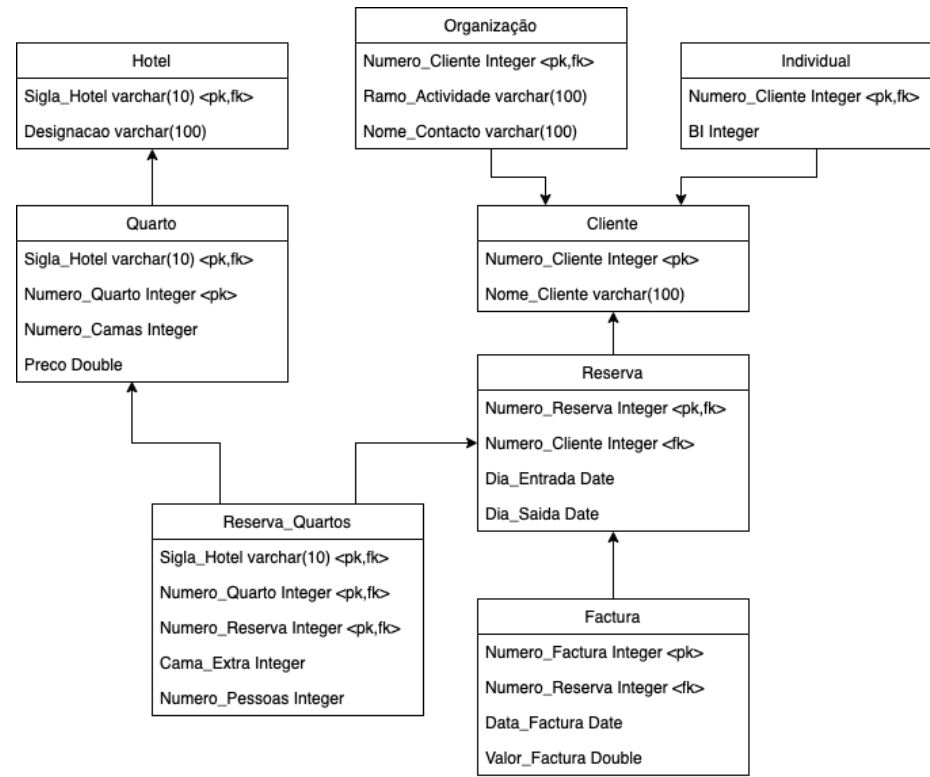 Hotel
Sigla_Hotel varchar(10) <pk,fk>
Designacao varchar(100)
Organização
Numero_Cliente Integer <pk,fk>
Ramo_Actividade varchar(100)
Nome_Contacto varchar(100)
Individual
Numero_Cliente Integer <pk,fk>
BI Integer
Quarto
Sigla_Hotel varchar(10) <pk,fk>
Numero_Quarto Integer <pk>
Numero_Camas Integer
Preco Double
Cliente
Numero_Cliente Integer <pk>
Nome_Cliente varchar(100)
Reserva
Numero_Reserva Integer <pk,fk>
Numero_Cliente Integer <fk>
Dia_Entrada Date
Dia_Saida Date
Reserva_Quartos
Sigla_Hotel varchar(10) <pk,fk>
Numero_Quarto Integer <pk,fk>
Numero_Reserva Integer <pk,fk>
Cama_Extra Integer
Numero_Pessoas Integer
Factura
Numero_Factura Integer <pk>
Numero_Reserva Integer <fk>
Data_Factura Date
Valor_Factura Double